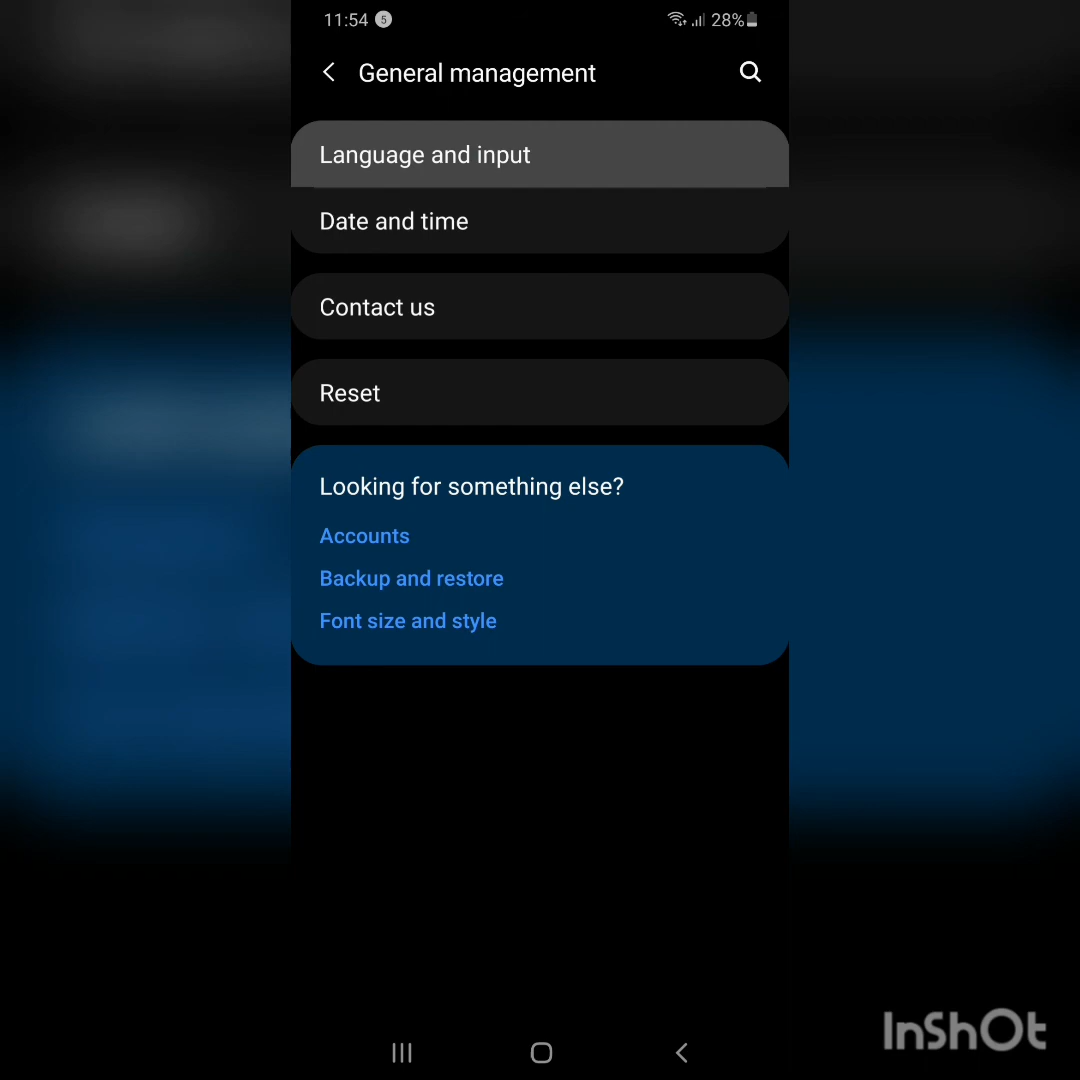 11:54 5 28%
General management
Language and input
Date and time
Contact us
Reset
Looking for something else?
Accounts
Backup and restore
Font size and style
InShOt